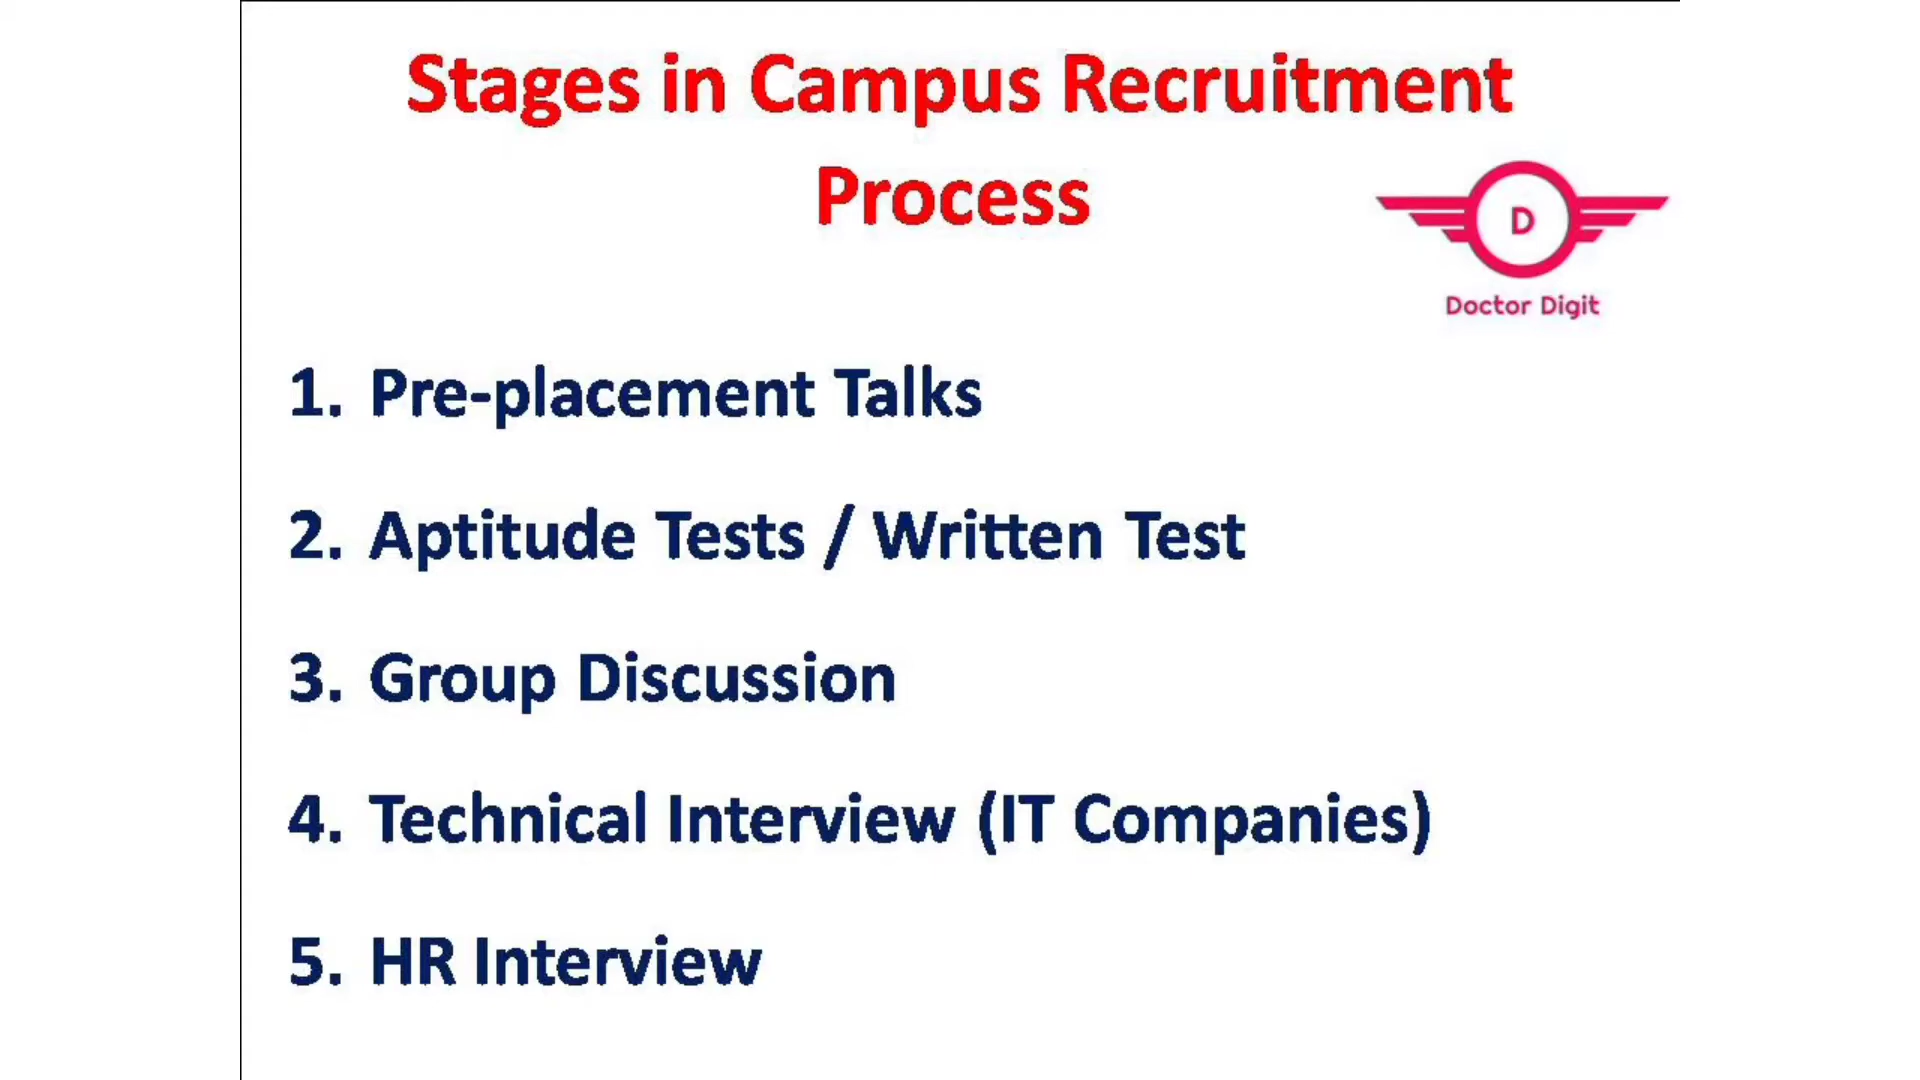 Stages in Campus Recruitment
Process
D
Doctor Digit
1. Pre-placement Talks
2. Aptitude Tests / Written Test
3. Group Discussion
4. Technical Interview (IT Companies)
5. HR Interview